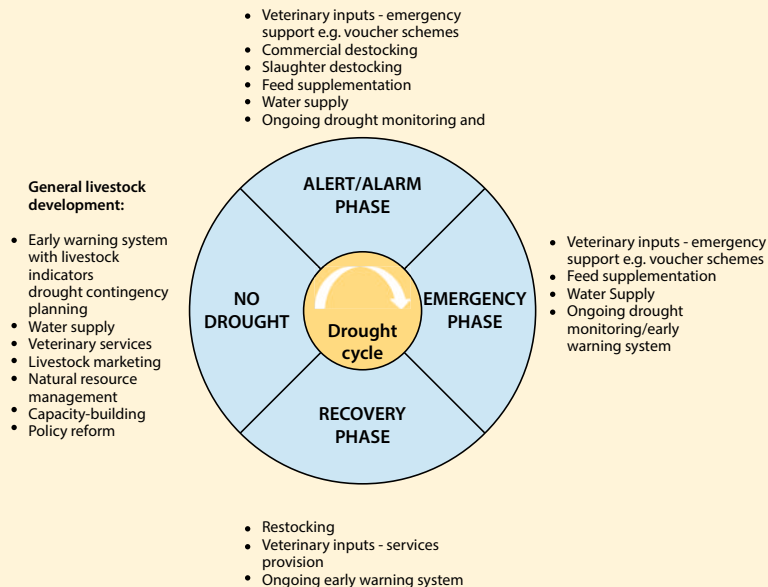 • Veterinary inputs - emergency
support e.g. voucher schemes
• Commercial destocking
• Slaughter destocking
• Feed supplementation
• Water supply
• Ongoing drought monitoring and
General livestock
development:
• Early warning system
with livestock
indicators
drought contingency
planning
• Water supply
• Veterinary services
• Livestock marketing
• Natural resource
management
• Capacity-building
• Policy reform
ALERT/ALARM
PHASE
NO
DROUGHT
Drought
cycle
EMERGENCY
PHASE
RECOVERY
PHASE
• Veterinary inputs - emergency
support e.g. voucher schemes
• Feed supplementation
• Water Supply
• Ongoing drought
monitoring/early
warning system
• Restocking
• Veterinary inputs - services
provision
• Ongoing early warning system